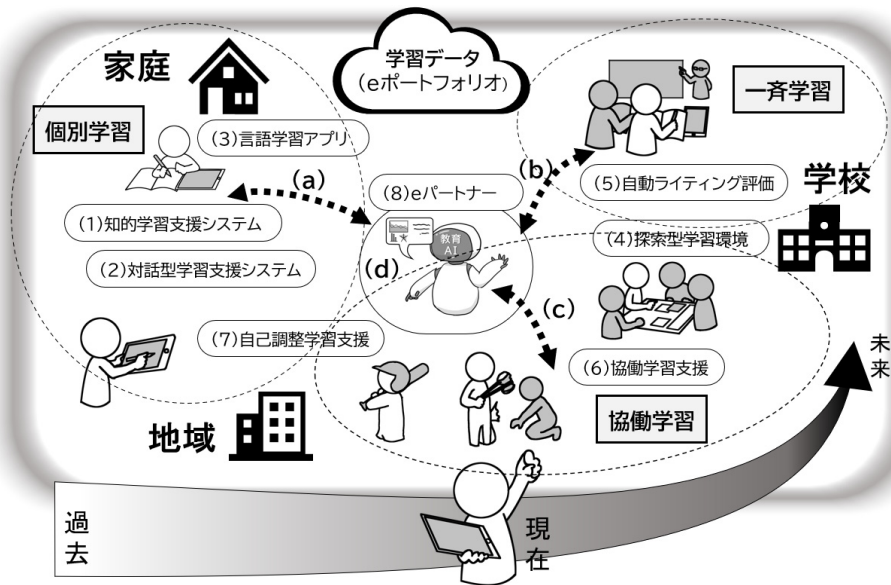 家庭
学習データ
（eポートフォリオ）
一斉学習
個別学習
（3）言語学習アプリ
（a）
（b）
（8）eパートナー
（5）自動ライティング評価
学校
（1）知的学習支援システム
教育
AI
（4）探索型学習環境
（2）対話型学習支援システム
（d）
（c）
（7）自己調整学習支援
（6）協働学習支援
未来
地域
協働学習
過去
現在